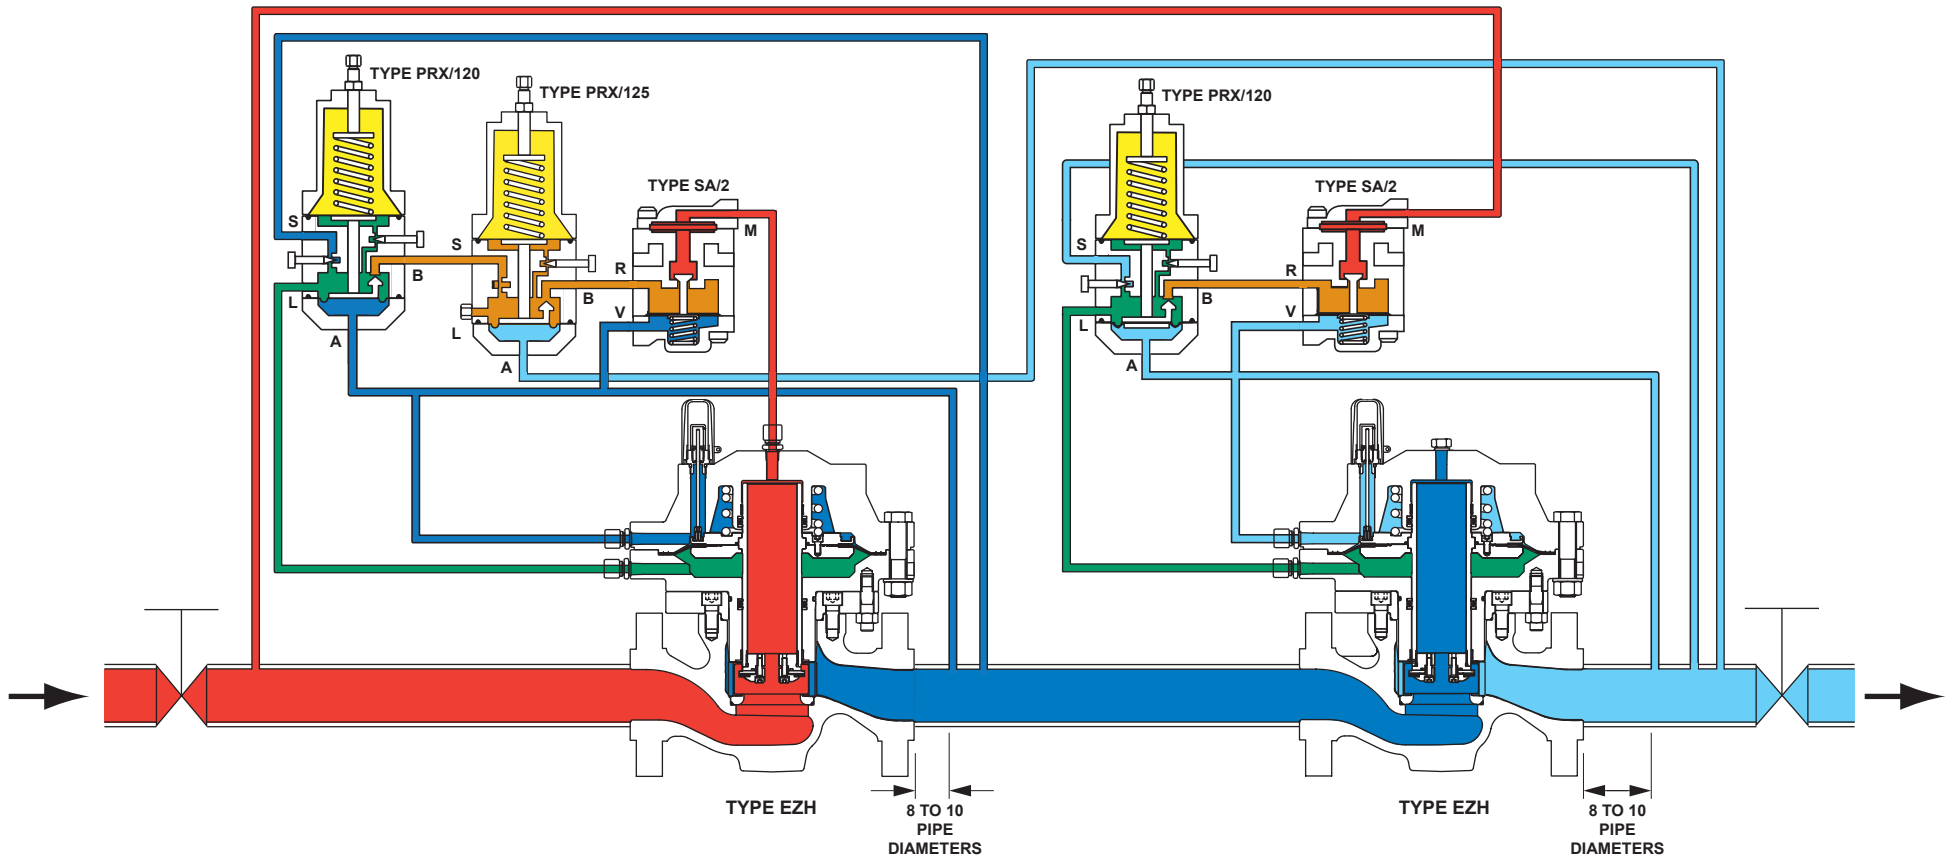 TYPE PRX/120
TYPE PRX/125
TYPE PRX/120
TYPE SA/2
TYPE SA/2
S
S
M
S
M
B
R
B
R
L
B
V
L
B
V
A
L
A
L
A
TYPE EZH
8 TO 10
PIPE
DIAMETERS
TYPE EZH
8 TO 10
PIPE
DIAMETERS